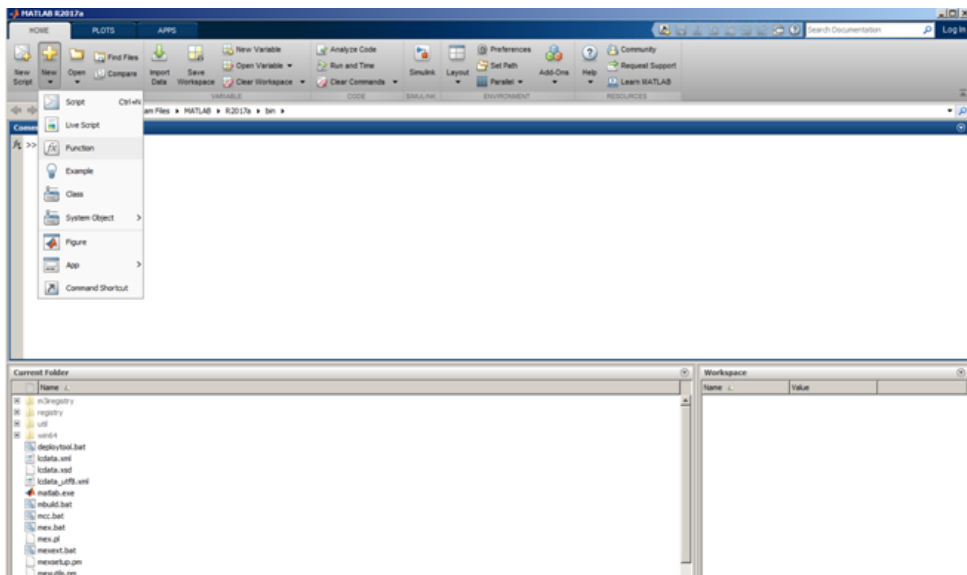 MATLAB R2017a
HOME PLOTS APPS Search Documentation Log In
New Script New Open Find Files Compare Import Data Save Workspace New Variable Open Variable Clear Workspace Analyze Code Run and Time Clear Commands Simulink Layout Preferences Set Path Parallel Add-Ons Help Community Request Support Learn MATLAB
VARIABLE CODE SIMULINK ENVIRONMENT RESOURCES
am Files MATLAB R2017a bin
Comm
fx >>
Script Ctrl+N
Live Script
fx Function
Example
Class
System Object
Figure
App
Command Shortcut
Current Folder
Name
m3iregistry
registry
util
win64
deploytool.bat
lcdata.xml
lcdata.xsd
lcdata_utf8.xml
matlab.exe
mbuild.bat
mcc.bat
mex.bat
mex.pl
mexext.bat
mexsetup.pm
mexutils.pm
Workspace
Name Value